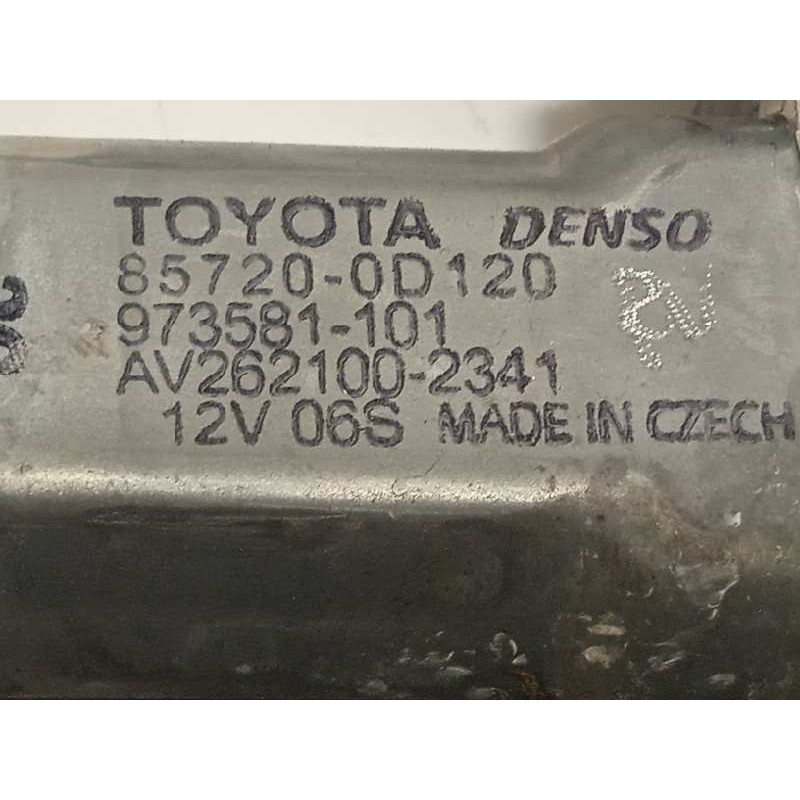 TOYOTA DENSO
85720-0D120
973581-101
AV262100-2341
12V 06S MADE IN CZECH